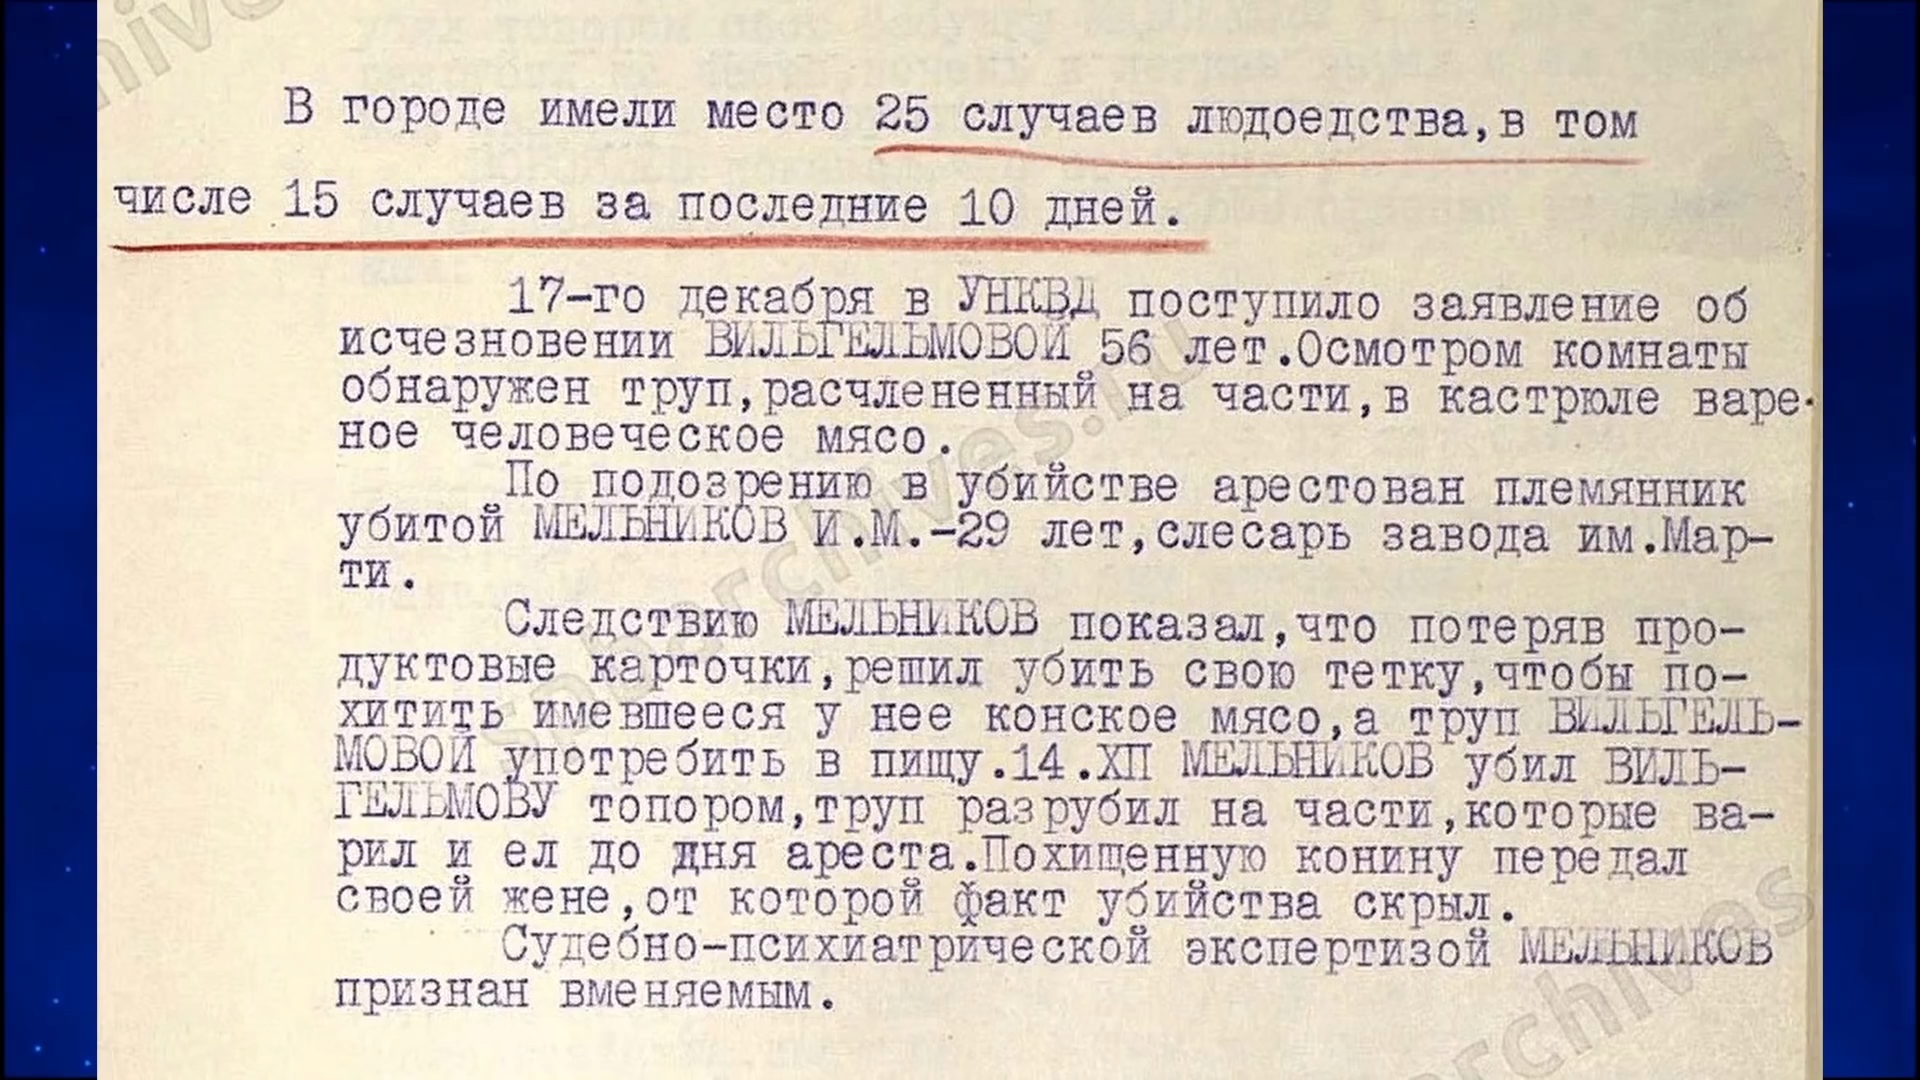 В городе имели место 25 случаев людоедства,в том
числе 15 случаев за последние 10 дней.
17-го декабря в УНКВД поступило заявление об
исчезновении ВИЛЬГЕЛЬМОВОЙ 56 лет.Осмотром комнаты
обнаружен труп,расчлененный на части,в кастрюле варе-
ное человеческое мясо.
По подозрению в убийстве арестован племянник
убитой МЕЛЬНИКОВ И.М.-29 лет,слесарь завода им.Мар-
ти.
Следствию МЕЛЬНИКОВ показал,что потеряв про-
дуктовые карточки,решил убить свою тетку,чтобы по-
хитить имевшееся у нее конское мясо,а труп ВИЛЬГЕЛЬ-
МОВОЙ употребить в пищу.14.ХП МЕЛЬНИКОВ убил ВИЛЬ-
ГЕЛЬМОВУ топором,труп разрубил на части,которые ва-
рил и ел до дня ареста.Похищенную конину передал
своей жене,от которой факт убийства скрыл.
Судебно-психиатрической экспертизой МЕЛЬНИКОВ
признан вменяемым.